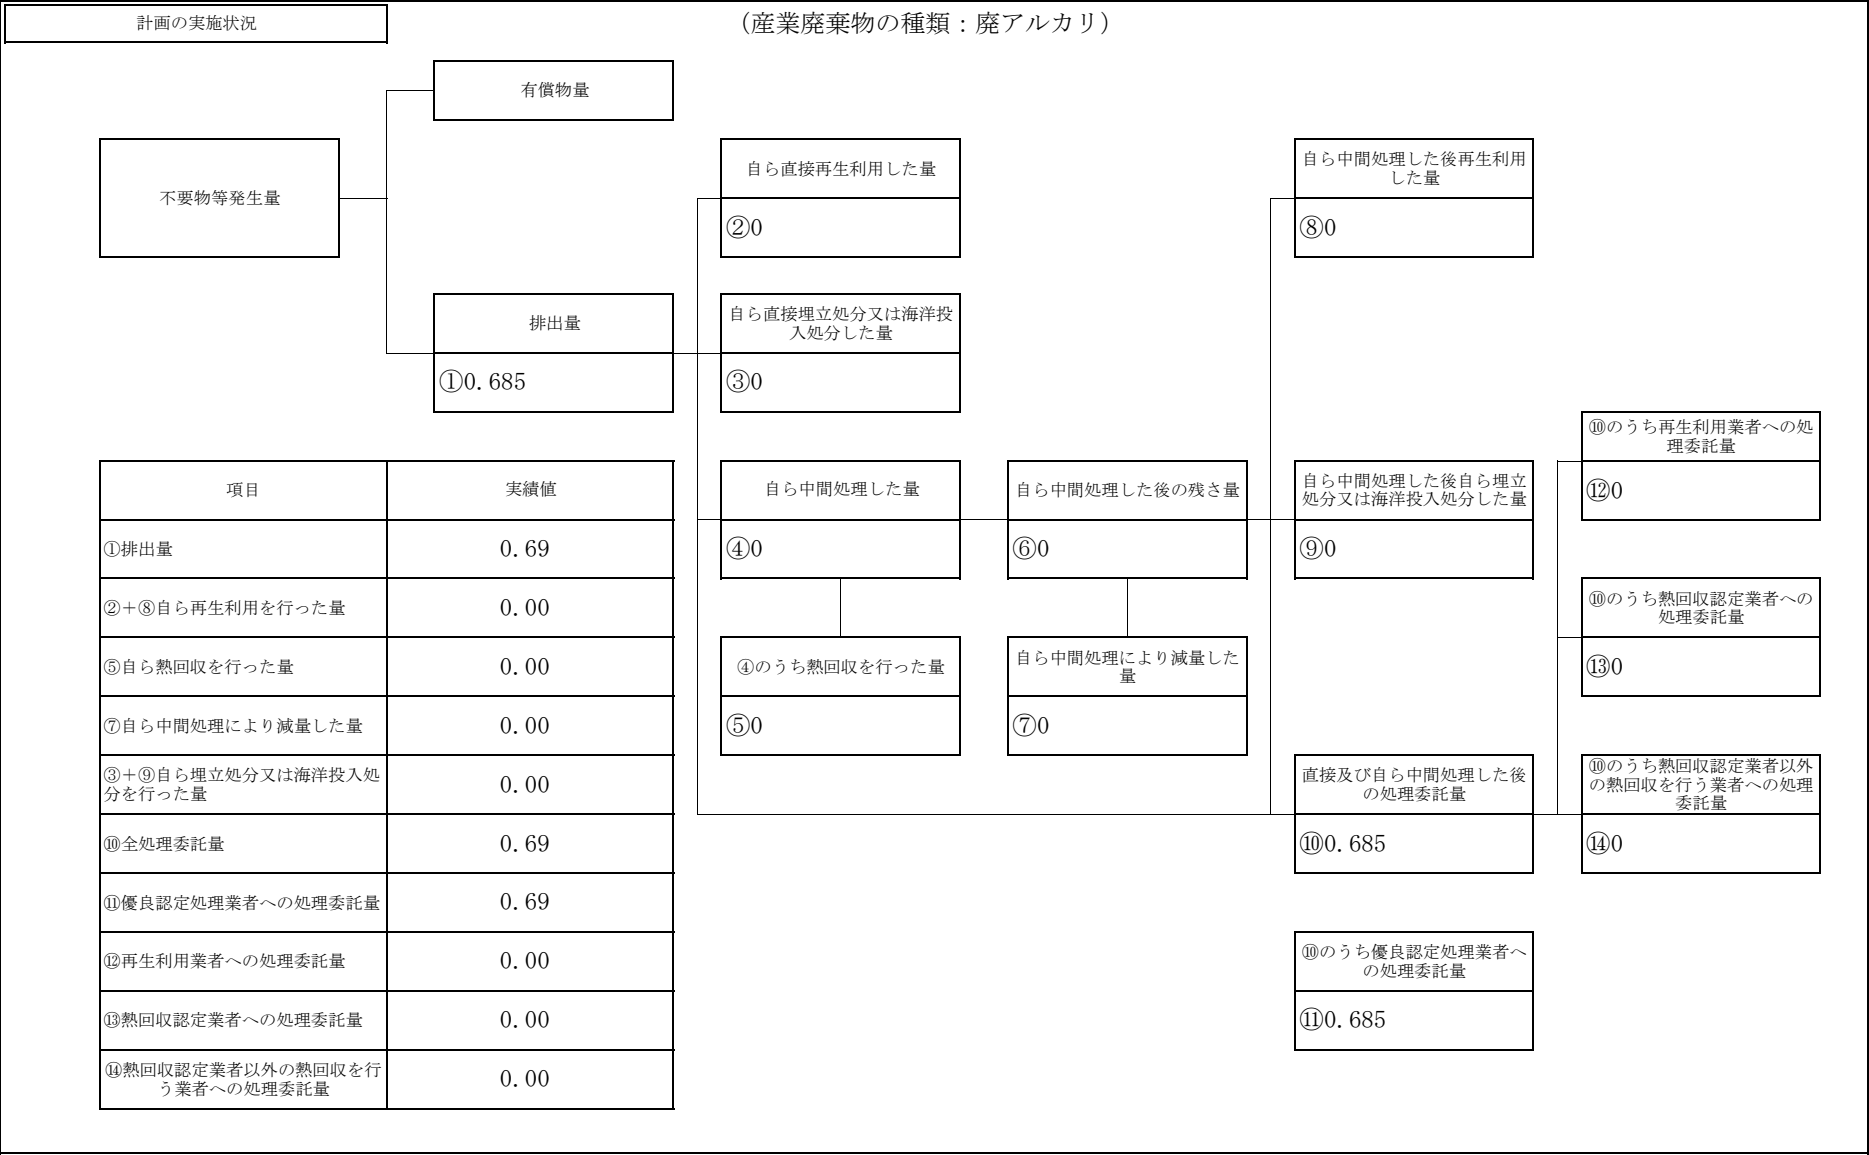 計画の実施状況
（産業廃棄物の種類：廃アルカリ）
有償物量
不要物等発生量
自ら直接再生利用した量
②0
自ら中間処理した後再生利用
した量
⑧0
排出量
①0.685
自ら直接埋立処分又は海洋投
入処分した量
③0
⑩のうち再生利用業者への処
理委託量
⑫0
自ら中間処理した量
④0
自ら中間処理した後の残さ量
⑥0
自ら中間処理した後自ら埋立
処分又は海洋投入処分した量
⑨0
⑩のうち熱回収認定業者への
処理委託量
⑬0
④のうち熱回収を行った量
⑤0
自ら中間処理により減量した
量
⑦0
直接及び自ら中間処理した後
の処理委託量
⑩0.685
⑩のうち熱回収認定業者以外
の熱回収を行う業者への処理
委託量
⑭0
⑩のうち優良認定処理業者へ
の処理委託量
⑪0.685
項目 実績値
①排出量 0.69
②＋⑧自ら再生利用を行った量 0.00
⑤自ら熱回収を行った量 0.00
⑦自ら中間処理により減量した量 0.00
③＋⑨自ら埋立処分又は海洋投入処
分を行った量 0.00
⑩全処理委託量 0.69
⑪優良認定処理業者への処理委託量 0.69
⑫再生利用業者への処理委託量 0.00
⑬熱回収認定業者への処理委託量 0.00
⑭熱回収認定業者以外の熱回収を行
う業者への処理委託量 0.00